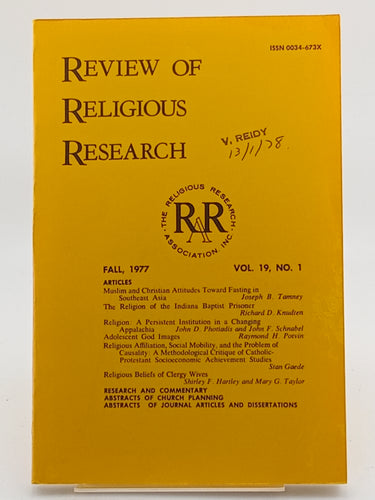 ISSN 0034-673X
REVIEW OF
RELIGIOUS
RESEARCH
V. REIDY
13/1/78.
THE RELIGIOUS RESEARCH
RAR
ASSOCIATION, INC.
FALL, 1977 VOL. 19, NO. 1
ARTICLES
Muslim and Christian Attitudes Toward Fasting in
Southeast Asia Joseph B. Tamney
The Religion of the Indiana Baptist Prisoner
Richard D. Knudten
Religion: A Persistent Institution in a Changing
Appalachia John D. Photiadis and John F. Schnabel
Adolescent God Images Raymond H. Potvin
Religious Affiliation, Social Mobility, and the Problem of
Causality: A Methodological Critique of Catholic-
Protestant Socioeconomic Achievement Studies
Stan Gaede
Religious Beliefs of Clergy Wives
Shirley F. Hartley and Mary G. Taylor
RESEARCH AND COMMENTARY
ABSTRACTS OF CHURCH PLANNING
ABSTRACTS OF JOURNAL ARTICLES AND DISSERTATIONS